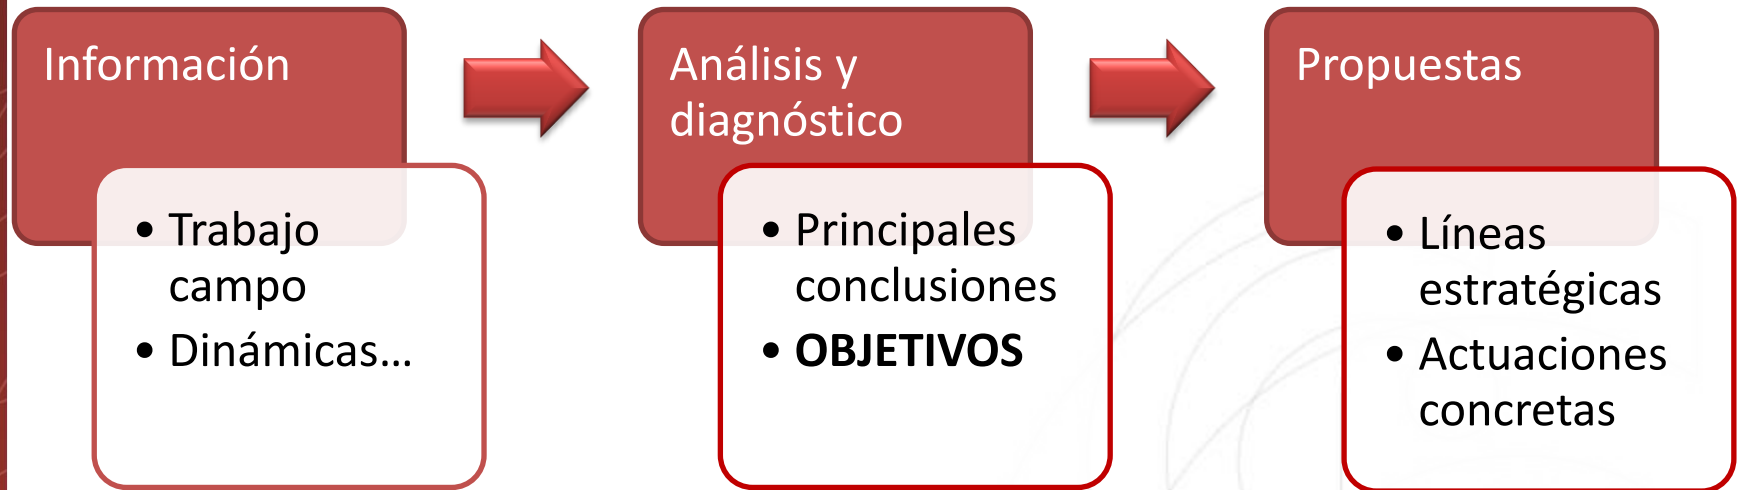 Información
• Trabajo
campo
• Dinámicas...
Análisis y
diagnóstico
• Principales
conclusiones
• OBJETIVOS
Propuestas
• Líneas
estratégicas
• Actuaciones
concretas